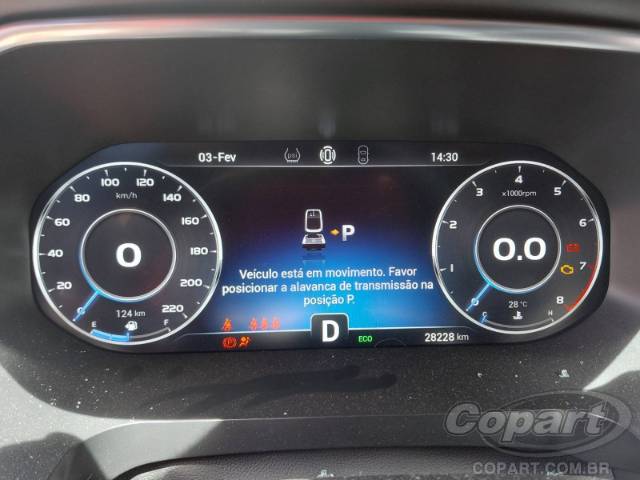 03-Fev
psi
14:30
100 120
80 140
km/h
60 160
40 0 180
20 200
124 km 220
E F
P
Veículo está em movimento. Favor
posicionar a alavanca de transmissão na
posição P.
D
ECO
28228 km
4
3 5
x1000rpm
2 6
0.0
1 7
28 °C
8
C H
Copart
COPART.COM.BR